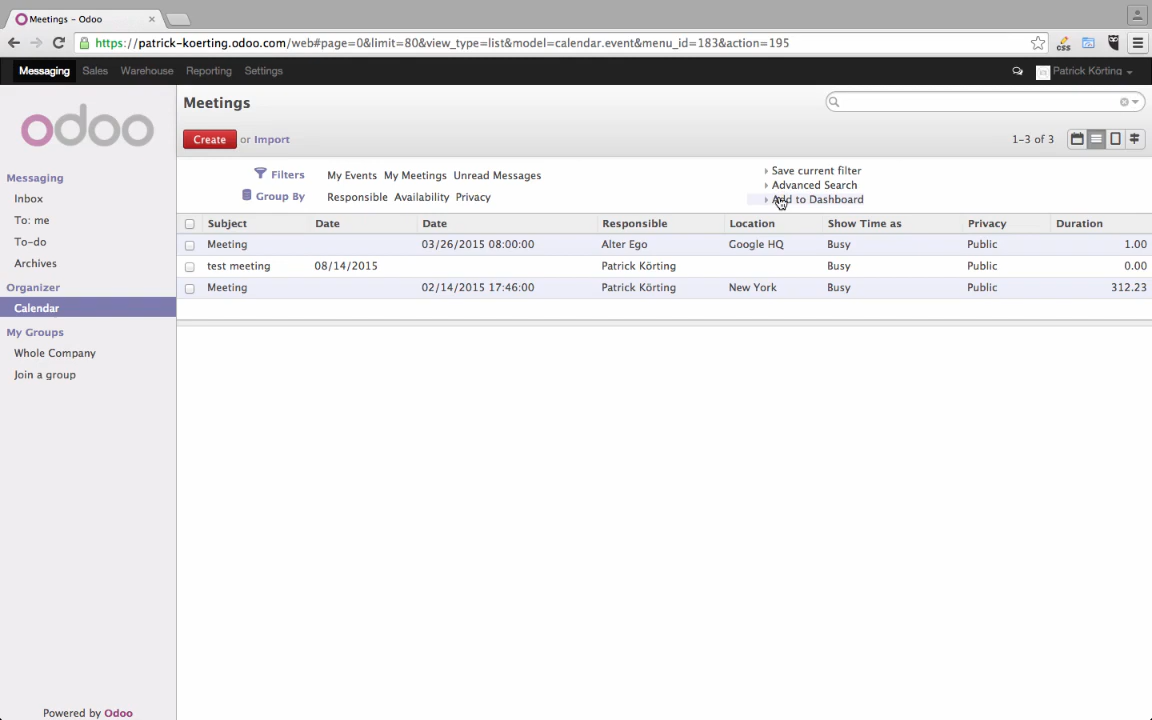 Meetings - Odoo
https://patrick-koerting.odoo.com/web#page=0&limit=80&view_type=list&model=calendar.event&menu_id=183&action=195
css
Messaging Sales Warehouse Reporting Settings Patrick Körting
odoo
Meetings
Create or Import 1-3 of 3
Messaging
Inbox
To: me
To-do
Archives
Organizer
Calendar
My Groups
Whole Company
Join a group
Powered by Odoo
Filters My Events My Meetings Unread Messages
Group By Responsible Availability Privacy
Save current filter
Advanced Search
Add to Dashboard
Subject Date Date Responsible Location Show Time as Privacy Duration
Meeting 03/26/2015 08:00:00 Alter Ego Google HQ Busy Public 1.00
test meeting 08/14/2015 Patrick Körting Busy Public 0.00
Meeting 02/14/2015 17:46:00 Patrick Körting New York Busy Public 312.23